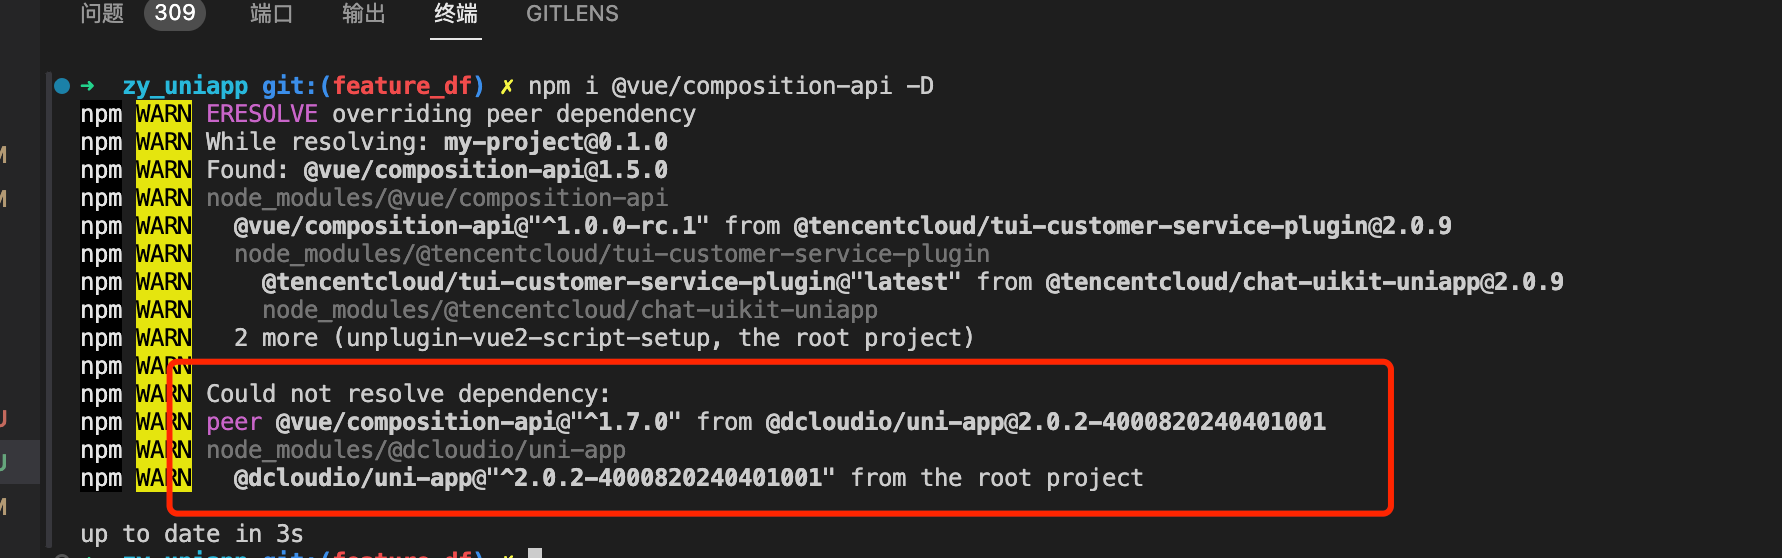 问题 309 端口 输出 终端 GITLENS
➜ zy_uniapp git:(feature_df) ✗ npm i @vue/composition-api -D
npm WARN ERESOLVE overriding peer dependency
npm WARN While resolving: my-project@0.1.0
npm WARN Found: @vue/composition-api@1.5.0
npm WARN node_modules/@vue/composition-api
npm WARN   @vue/composition-api@"^1.0.0-rc.1" from @tencentcloud/tui-customer-service-plugin@2.0.9
npm WARN   node_modules/@tencentcloud/tui-customer-service-plugin
npm WARN     @tencentcloud/tui-customer-service-plugin@"latest" from @tencentcloud/chat-uikit-uniapp@2.0.9
npm WARN     node_modules/@tencentcloud/chat-uikit-uniapp
npm WARN   2 more (unplugin-vue2-script-setup, the root project)
npm WARN
npm WARN Could not resolve dependency:
npm WARN peer @vue/composition-api@"^1.7.0" from @dcloudio/uni-app@2.0.2-4000820240401001
npm WARN node_modules/@dcloudio/uni-app
npm WARN   @dcloudio/uni-app@"^2.0.2-4000820240401001" from the root project
up to date in 3s
zy_uniapp git:(feature_df) ✗